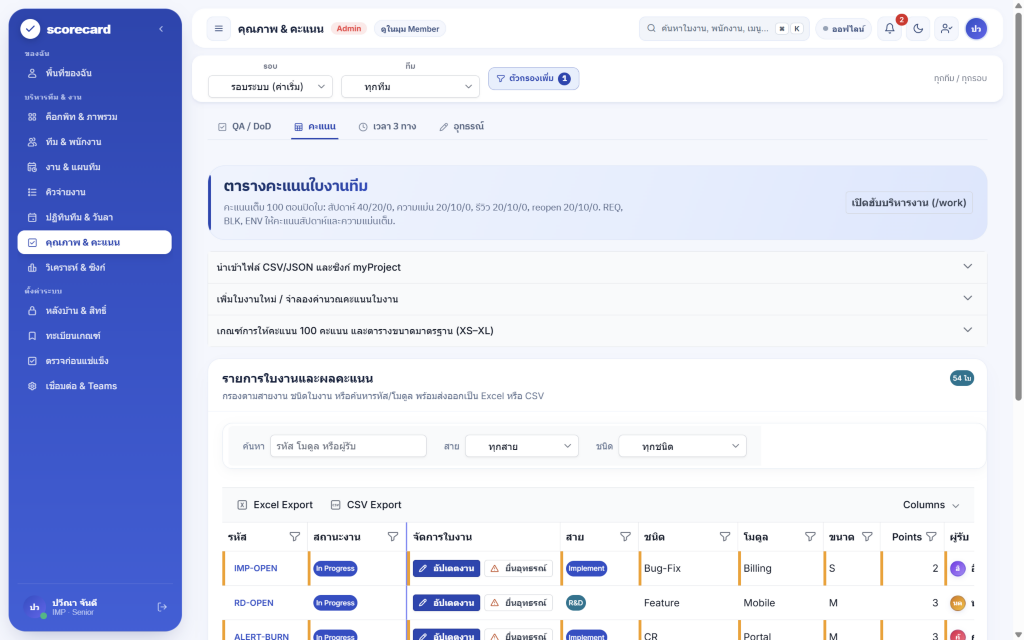 scorecard
ของฉัน
พื้นที่ของฉัน
บริหารทีม & งาน
ค็อกพิท & ภาพรวม
ทีม & พนักงาน
งาน & แผนทีม
คิวจ่ายงาน
ปฏิทินทีม & วันลา
คุณภาพ & คะแนน
วิเคราะห์ & ซิงก์
ตั้งค่าระบบ
หลังบ้าน & สิทธิ์
ทะเบียนเกณฑ์
ตรวจก่อนแช่แข็ง
เชื่อมต่อ & Teams
ปว
ปวีณา จันดี
IMP · Senior
คุณภาพ & คะแนน
Admin
ดูในมุม Member
ค้นหาใบงาน, พนักงาน, เมนู...
⌘ K
ออฟไลน์
2
ปว
รอบ
รอบระบบ (ค่าเริ่ม)
ทีม
ทุกทีม
ตัวกรองเพิ่ม 1
ทุกทีม / ทุกรอบ
QA / DoD
คะแนน
เวลา 3 ทาง
อุทธรณ์
ตารางคะแนนใบงานทีม
คะแนนเต็ม 100 ตอนปิดใบ: สัปดาห์ 40/20/0, ความแม่น 20/10/0, รีวิว 20/10/0, reopen 20/10/0. REQ,
BLK, ENV ให้คะแนนสัปดาห์และความแม่นเต็ม.
เปิดฮับบริหารงาน (/work)
นำเข้าไฟล์ CSV/JSON และซิงก์ myProject
เพิ่มใบงานใหม่ / จำลองคำนวณคะแนนใบงาน
เกณฑ์การให้คะแนน 100 คะแนน และตารางขนาดมาตรฐาน (XS–XL)
รายการใบงานและผลคะแนน
54 ใบ
กรองตามสายงาน ชนิดใบงาน หรือค้นหารหัส/โมดูล พร้อมส่งออกเป็น Excel หรือ CSV
ค้นหา
รหัส โมดูล หรือผู้รับ
สาย
ทุกสาย
ชนิด
ทุกชนิด
Excel Export
CSV Export
Columns
รหัส สถานะงาน จัดการใบงาน สาย ชนิด โมดูล ขนาด Points ผู้รับ
IMP-OPEN In Progress อัปเดตงาน ยื่นอุทธรณ์ Implement Bug-Fix Billing S 2
RD-OPEN In Progress อัปเดตงาน ยื่นอุทธรณ์ R&D Feature Mobile M 3
ALERT-BURN In Progress อัปเดตงาน ยื่นอุทธรณ์ Implement CR Portal M 3